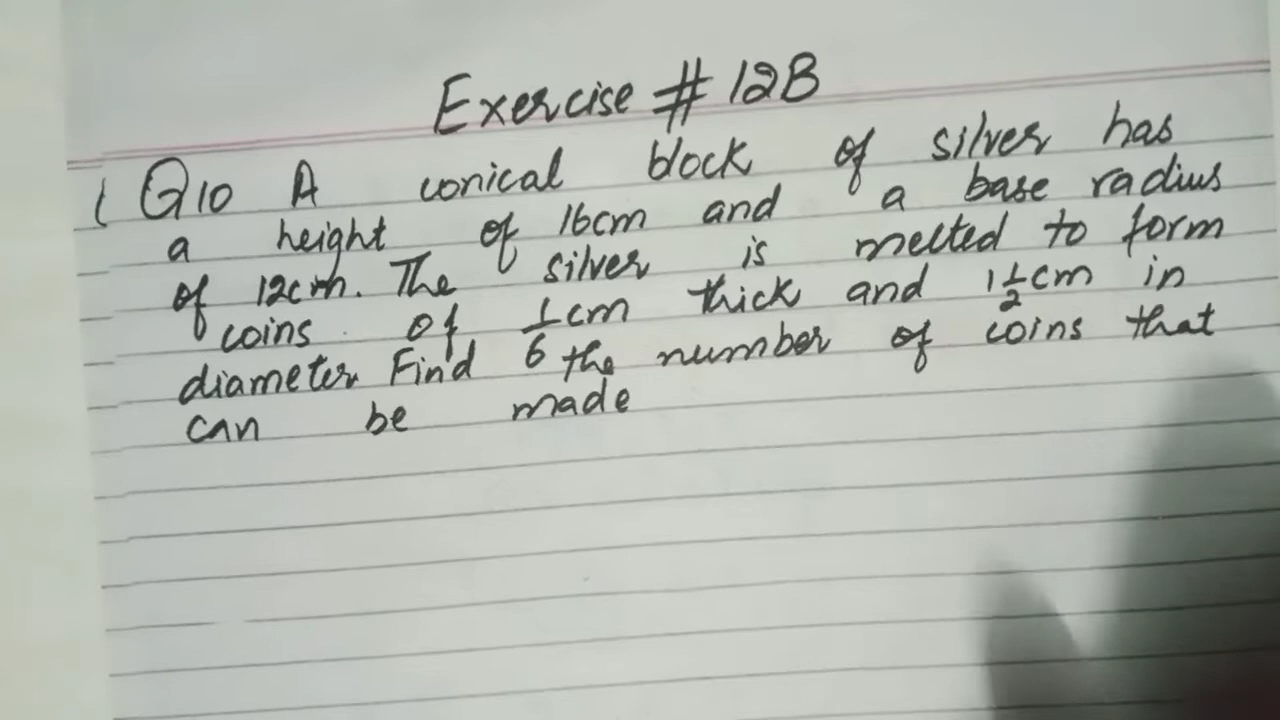 Exercise # 12B
Q10 A conical block of silver has
a height of 16cm and a base radius
of 12cm. The silver is melted to form
coins of 1/6 cm thick and 1 1/2 cm in
diameter. Find the number of coins that
can be made